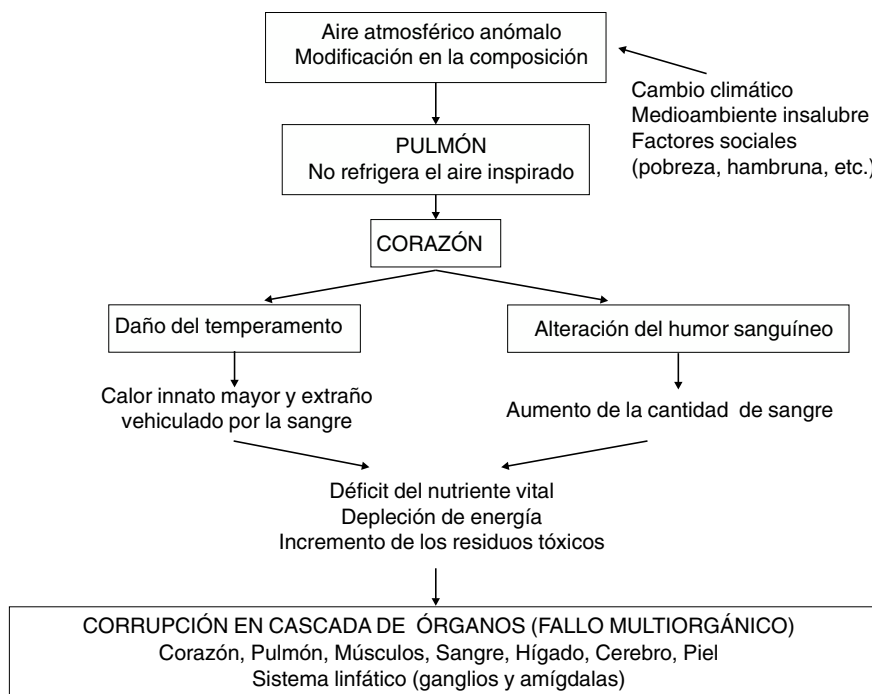 Aire atmosférico anómalo
Modificación en la composición
Cambio climático
Medioambiente insalubre
Factores sociales
(pobreza, hambruna, etc.)
PULMÓN
No refrigera el aire inspirado
CORAZÓN
Daño del temperamento
Alteración del humor sanguíneo
Calor innato mayor y extraño
vehiculado por la sangre
Aumento de la cantidad de sangre
Déficit del nutriente vital
Depleción de energía
Incremento de los residuos tóxicos
CORRUPCIÓN EN CASCADA DE ÓRGANOS (FALLO MULTIORGÁNICO)
Corazón, Pulmón, Músculos, Sangre, Hígado, Cerebro, Piel
Sistema linfático (ganglios y amígdalas)